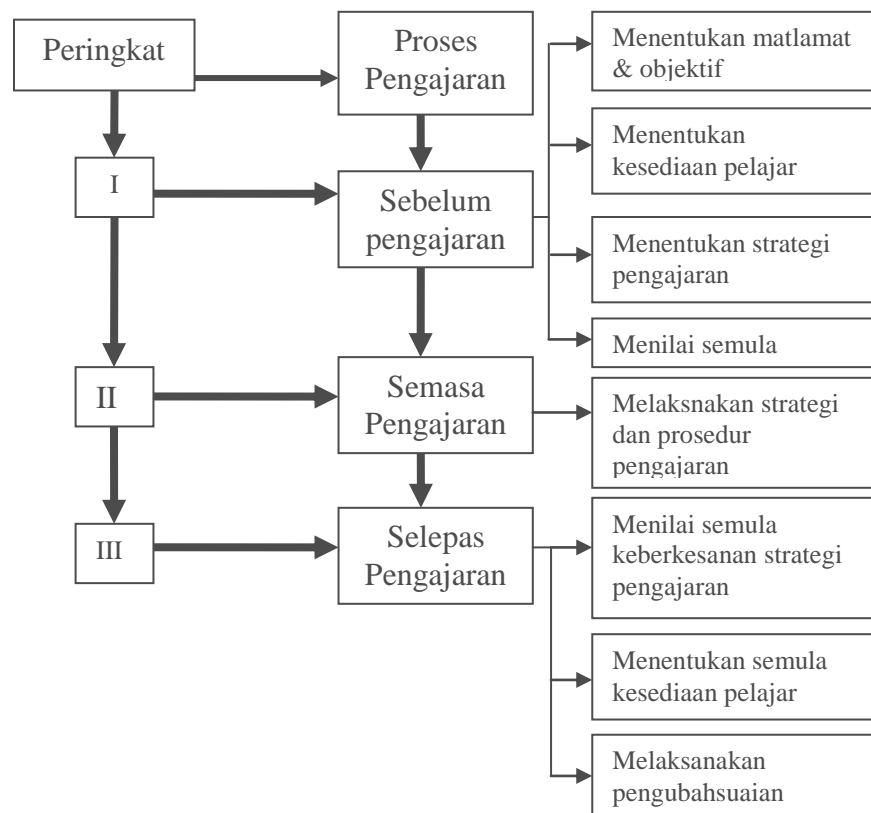 Peringkat
Proses
Pengajaran
Menentukan matlamat
& objektif
Menentukan
kesediaan pelajar
I
Sebelum
pengajaran
Menentukan strategi
pengajaran
Menilai semula
II
Semasa
Pengajaran
Melaksnakan strategi
dan prosedur
pengajaran
III
Selepas
Pengajaran
Menilai semula
keberkesanan strategi
pengajaran
Menentukan semula
kesediaan pelajar
Melaksanakan
pengubahsuaian